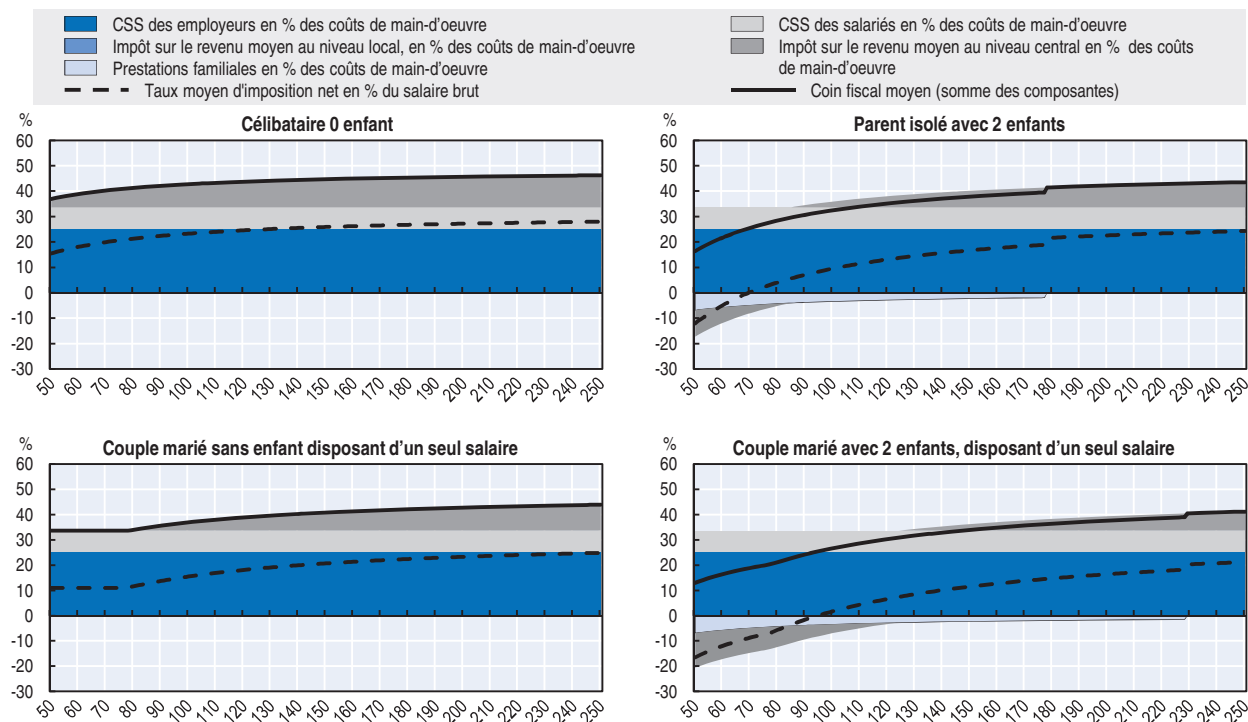 CSS des employeurs en % des coûts de main-d'oeuvre
Impôt sur le revenu moyen au niveau local, en % des coûts de main-d'oeuvre
Prestations familiales en % des coûts de main-d'oeuvre
Taux moyen d'imposition net en % du salaire brut
CSS des salariés en % des coûts de main-d'oeuvre
Impôt sur le revenu moyen au niveau central en % des coûts
de main-d'oeuvre
Coin fiscal moyen (somme des composantes)
%
Célibataire 0 enfant
60
50
40
30
20
10
0
-10
-20
-30
50 60 70 80 90 100 110 120 130 140 150 160 170 180 190 200 210 220 230 240 250
%
Parent isolé avec 2 enfants
60
50
40
30
20
10
0
-10
-20
-30
50 60 70 80 90 100 110 120 130 140 150 160 170 180 190 200 210 220 230 240 250
%
Couple marié sans enfant disposant d'un seul salaire
60
50
40
30
20
10
0
-10
-20
-30
50 60 70 80 90 100 110 120 130 140 150 160 170 180 190 200 210 220 230 240 250
%
Couple marié avec 2 enfants, disposant d'un seul salaire
60
50
40
30
20
10
0
-10
-20
-30
50 60 70 80 90 100 110 120 130 140 150 160 170 180 190 200 210 220 230 240 250